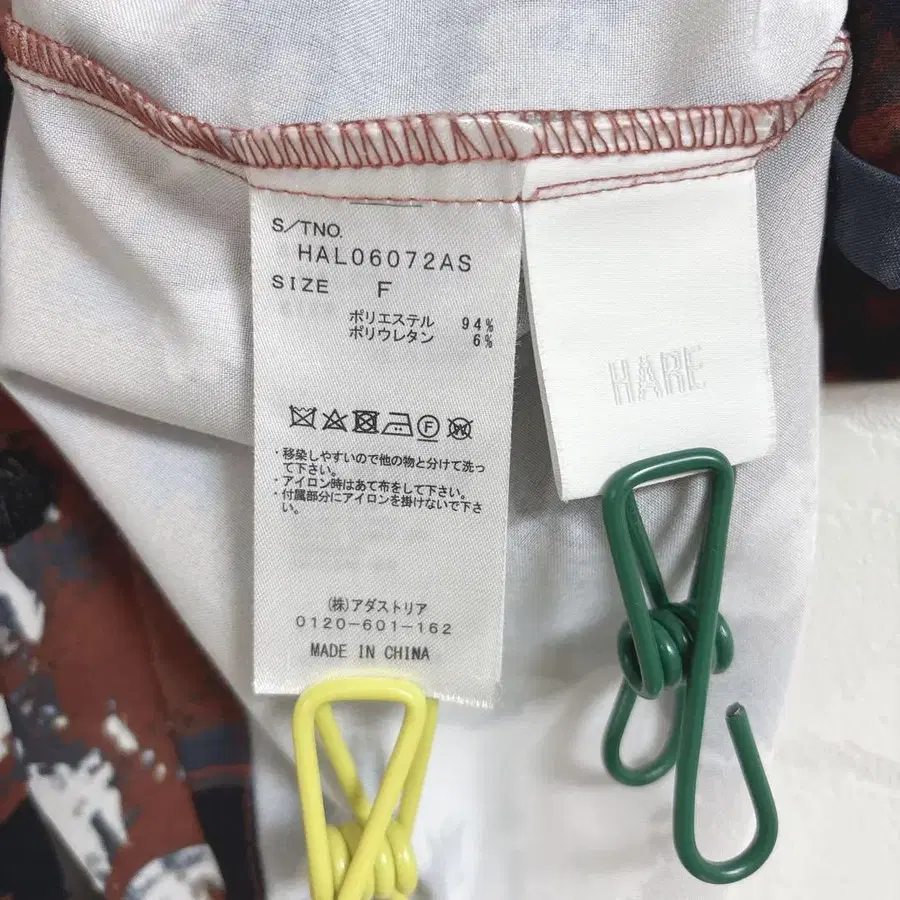 S/TNO.
HAL06072AS
SIZE F
ポリエステル 94%
ポリウレタン 6%
・移染しやすいので他の物と分けて洗っ
て下さい。
・アイロン時はあて布をして下さい。
・付属部分にアイロンを掛けないで下さ
い。
(株)アダストリア
0120-601-162
MADE IN CHINA
HARE